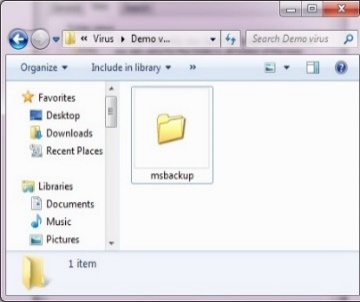 « Virus ▸ Demo v...
Search Demo virus
Organize Include in library »
Favorites
Desktop
Downloads
Recent Places
Libraries
Documents
Music
Pictures
msbackup
1 item